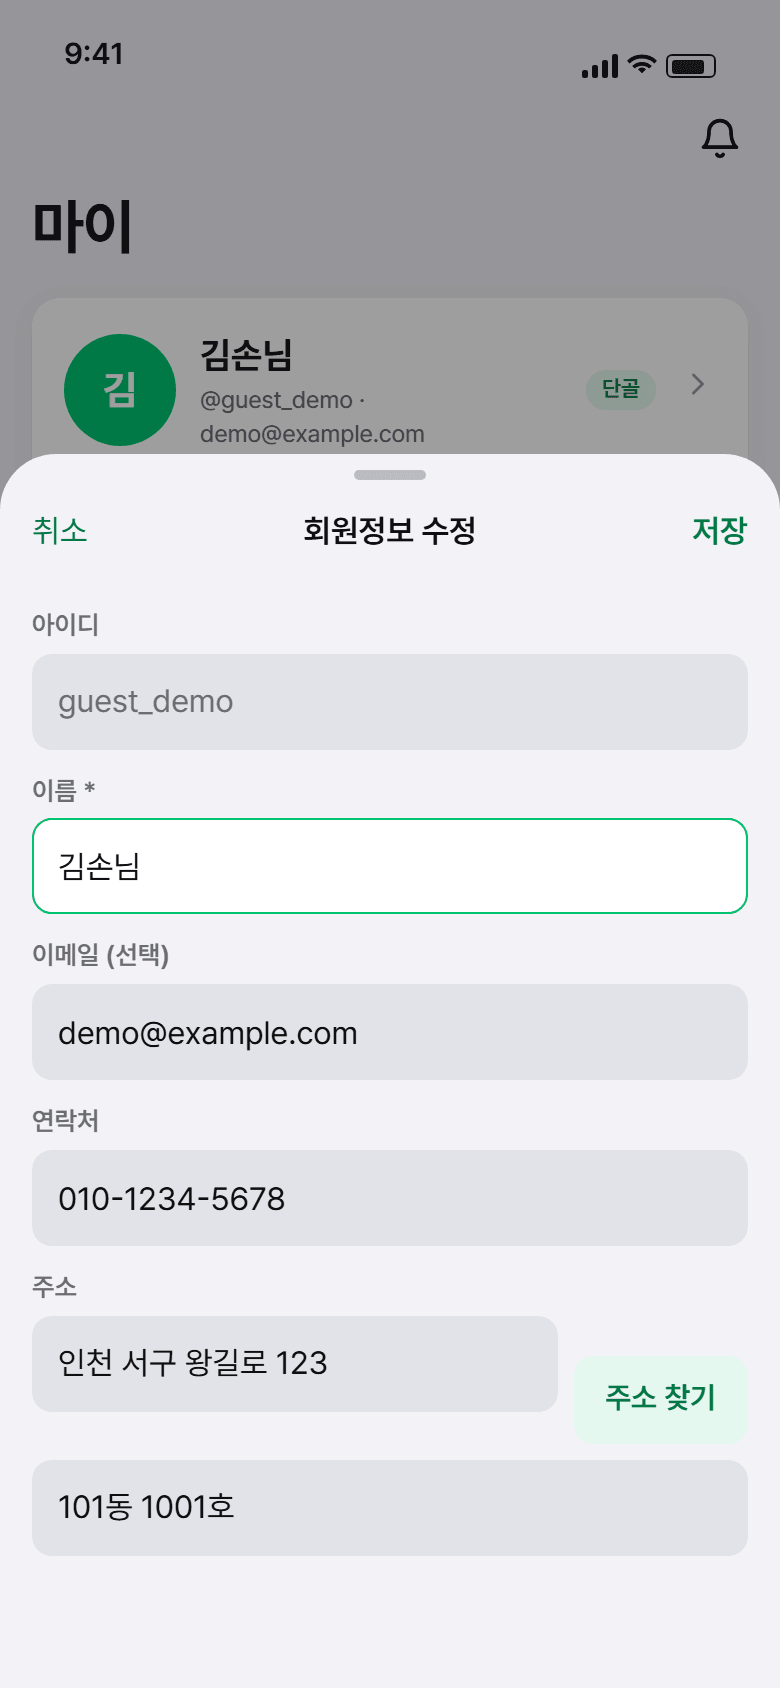 9:41
마이
김
김손님
@guest_demo ·
demo@example.com
단골
취소
회원정보 수정
저장
아이디
guest_demo
이름 *
김손님
이메일 (선택)
demo@example.com
연락처
010-1234-5678
주소
인천 서구 왕길로 123
주소 찾기
101동 1001호